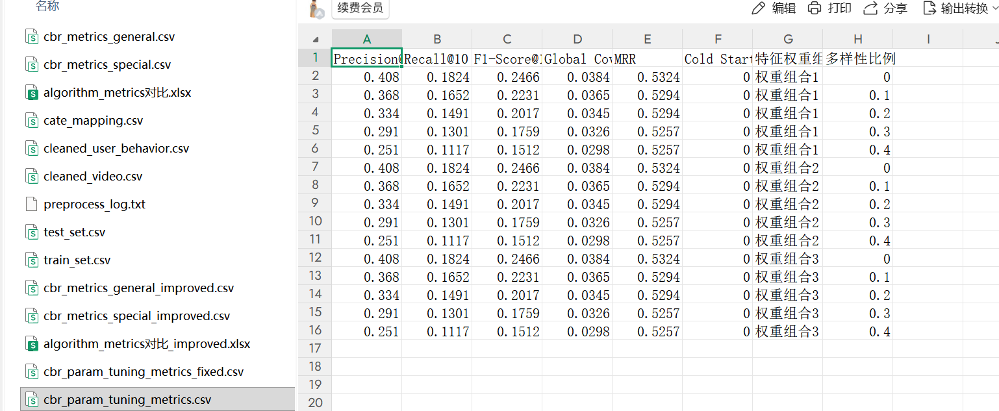 名称
cbr_metrics_general.csv
cbr_metrics_special.csv
algorithm_metrics对比.xlsx
cate_mapping.csv
cleaned_user_behavior.csv
cleaned_video.csv
preprocess_log.txt
test_set.csv
train_set.csv
cbr_metrics_general_improved.csv
cbr_metrics_special_improved.csv
algorithm_metrics对比_improved.xlsx
cbr_param_tuning_metrics_fixed.csv
cbr_param_tuning_metrics.csv
续费会员 编辑 打印 分享 输出转换
A B C D E F G H I
1 Precision Recall@10 F1-Score@ Global Cov MRR Cold Start 特征权重组 多样性比例
2 0.408 0.1824 0.2466 0.0384 0.5324 0 权重组合1 0
3 0.368 0.1652 0.2231 0.0365 0.5294 0 权重组合1 0.1
4 0.334 0.1491 0.2017 0.0345 0.5294 0 权重组合1 0.2
5 0.291 0.1301 0.1759 0.0326 0.5257 0 权重组合1 0.3
6 0.251 0.1117 0.1512 0.0298 0.5257 0 权重组合1 0.4
7 0.408 0.1824 0.2466 0.0384 0.5324 0 权重组合2 0
8 0.368 0.1652 0.2231 0.0365 0.5294 0 权重组合2 0.1
9 0.334 0.1491 0.2017 0.0345 0.5294 0 权重组合2 0.2
10 0.291 0.1301 0.1759 0.0326 0.5257 0 权重组合2 0.3
11 0.251 0.1117 0.1512 0.0298 0.5257 0 权重组合2 0.4
12 0.408 0.1824 0.2466 0.0384 0.5324 0 权重组合3 0
13 0.368 0.1652 0.2231 0.0365 0.5294 0 权重组合3 0.1
14 0.334 0.1491 0.2017 0.0345 0.5294 0 权重组合3 0.2
15 0.291 0.1301 0.1759 0.0326 0.5257 0 权重组合3 0.3
16 0.251 0.1117 0.1512 0.0298 0.5257 0 权重组合3 0.4
17
18
19
20